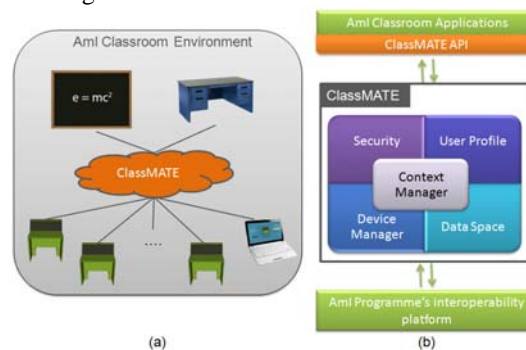 AmI Classroom Environment
e = mc²
ClassMATE
....
(a)
AmI Classroom Applications
ClassMATE API
ClassMATE
Security
User Profile
Context
Manager
Device
Manager
Data Space
AmI Programme's interoperability
platform
(b)